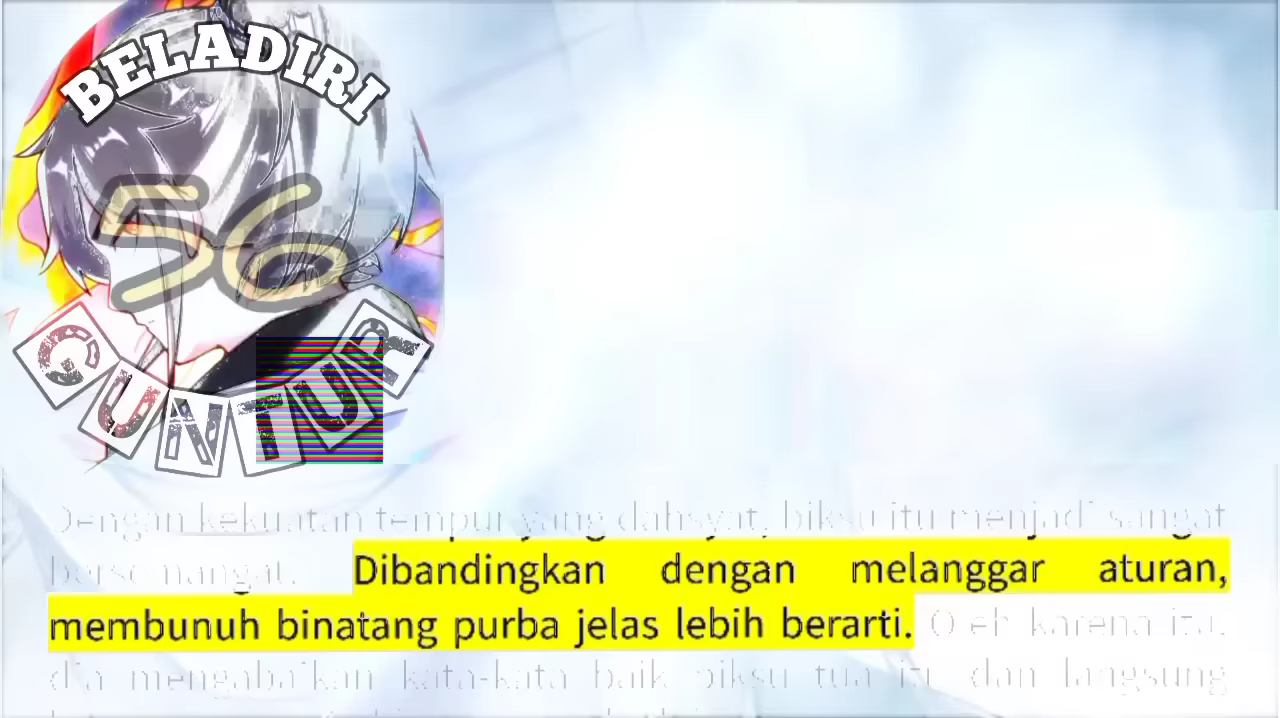 BELADIRI
56
GUNTUR
Dengan kekuatan tempur yang dahsyat, biksu itu menjadi sangat
bersemangat. Dibandingkan dengan melanggar aturan,
membunuh binatang purba jelas lebih berarti. Oleh karena itu,
dia mengabaikan kata-kata baik biksu tua itu dan langsung